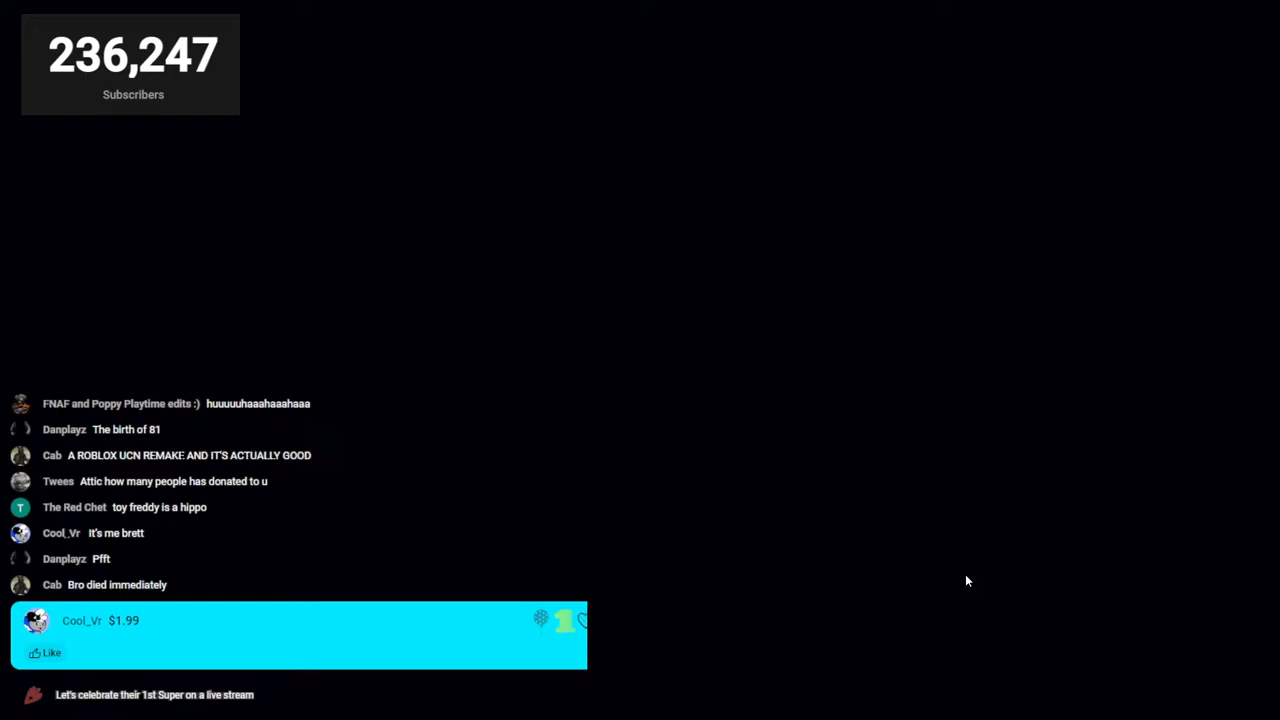 236,247
Subscribers
FNAF and Poppy Playtime edits :) huuuuuhaaahaaahaaa
Danplayz The birth of 81
Cab A ROBLOX UCN REMAKE AND IT'S ACTUALLY GOOD
Twees Attic how many people has donated to u
T The Red Chet toy freddy is a hippo
Cool_Vr It's me brett
Danplayz Pfft
Cab Bro died immediately
Cool_Vr $1.99 1
Like
Let's celebrate their 1st Super on a live stream